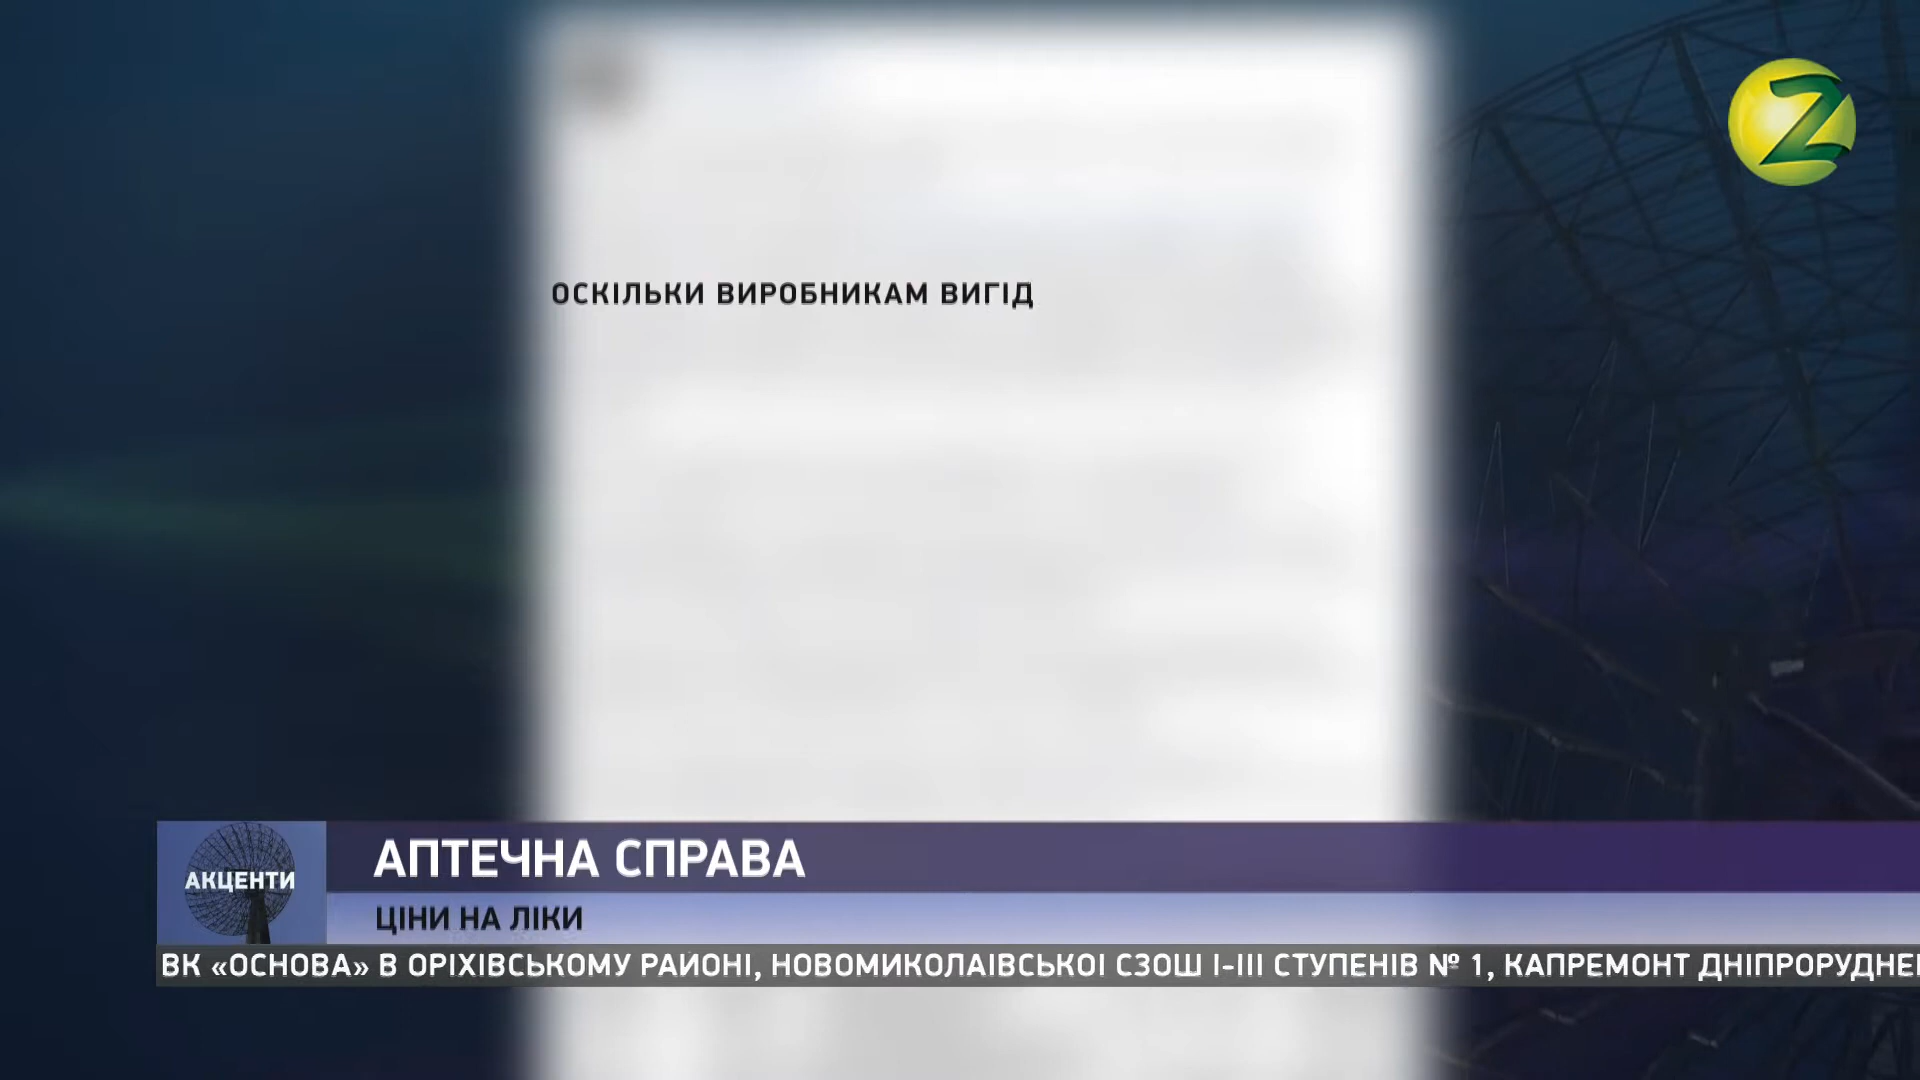 ОСКІЛЬКИ ВИРОБНИКАМ ВИГІД
АПТЕЧНА СПРАВА
АКЦЕНТИ
ЦІНИ НА ЛІКИ
ВК «ОСНОВА» В ОРІХІВСЬКОМУ РАЙОНІ, НОВОМИКОЛАЇВСЬКОЇ СЗОШ І-ІІІ СТУПЕНІВ № 1, КАПРЕМОНТ ДНІПРОРУДНЕ